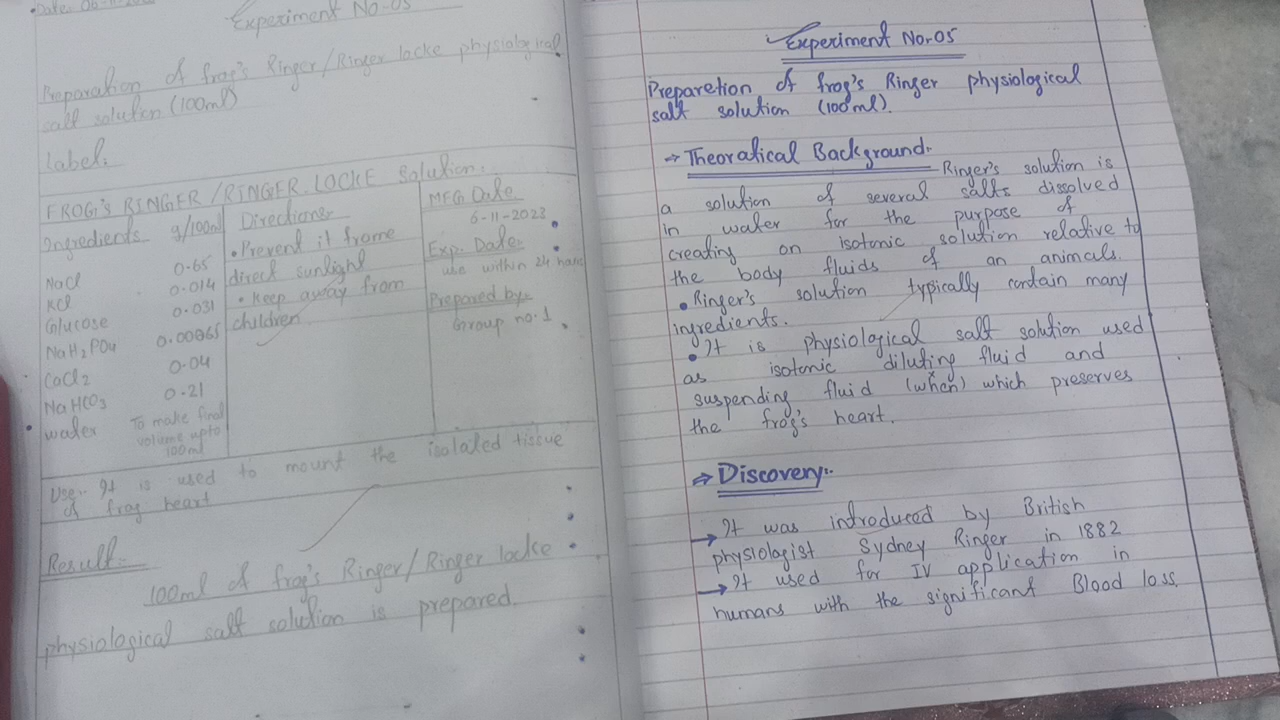 Date: 06-11-20
Experiment No-05
Preparation of frog's Ringer/Ringer locke physiological
salt solution (100ml)
Label:
FROG'S RINGER/RINGER LOCKE Solution.
Ingredients g/100ml
NaCl 0.65
KCl 0.014
Glucose 0.031
NaH2PO4 0.00065
CaCl2 0.04
NaHCO3 0.21
water To make final
volume upto
100ml
Directions
• Prevent it frome
direct sunlight
• Keep away from
children
MFG Date
6-11-2023
Exp. Date:-
use within 24 hours
Prepared by:-
Group no.1
Use:- It is used to mount the isolated tissue
of frog heart
Result:-
100ml of frog's Ringer/Ringer locke
physiological salt solution is prepared.
Experiment No-05
Preparetion of frog's Ringer physiological
salt solution (100ml).
→ Theoratical Background:-
Ringer's solution is
a solution of several salts dissolved
in water for the purpose of
creating on isotonic solution relative to
the body fluids of an animals.
• Ringer's solution typically contain many
ingredients.
• It is physiological salt solution used
as isotonic diluting fluid and
suspending fluid (when) which preserves
the frog's heart.
⇒ Discovery:-
→ It was introduced by British
physiologist Sydney Ringer in 1882
→ It used for IV application in
humans with the significant Blood loss.